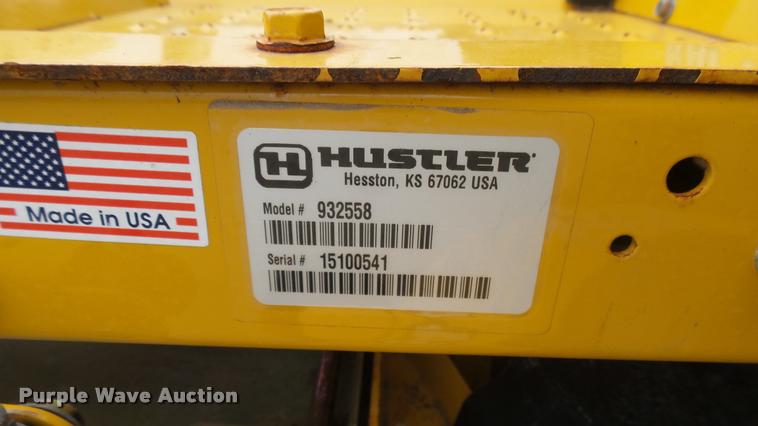 H HUSTLER
Hesston, KS 67062 USA
Model # 932558
Serial # 15100541
Made in USA
Purple Wave Auction®